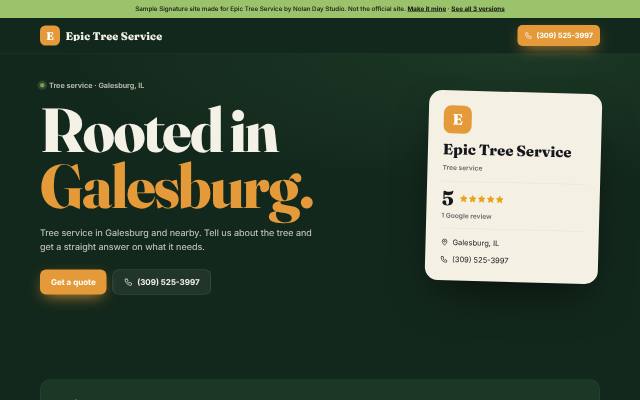 Sample Signature site made for Epic Tree Service by Nolan Day Studio. Not the official site. Make it mine · See all 3 versions
E Epic Tree Service
(309) 525-3997
Tree service · Galesburg, IL
Rooted in
Galesburg.
Tree service in Galesburg and nearby. Tell us about the tree and
get a straight answer on what it needs.
Get a quote
(309) 525-3997
E
Epic Tree Service
Tree service
5
1 Google review
Galesburg, IL
(309) 525-3997